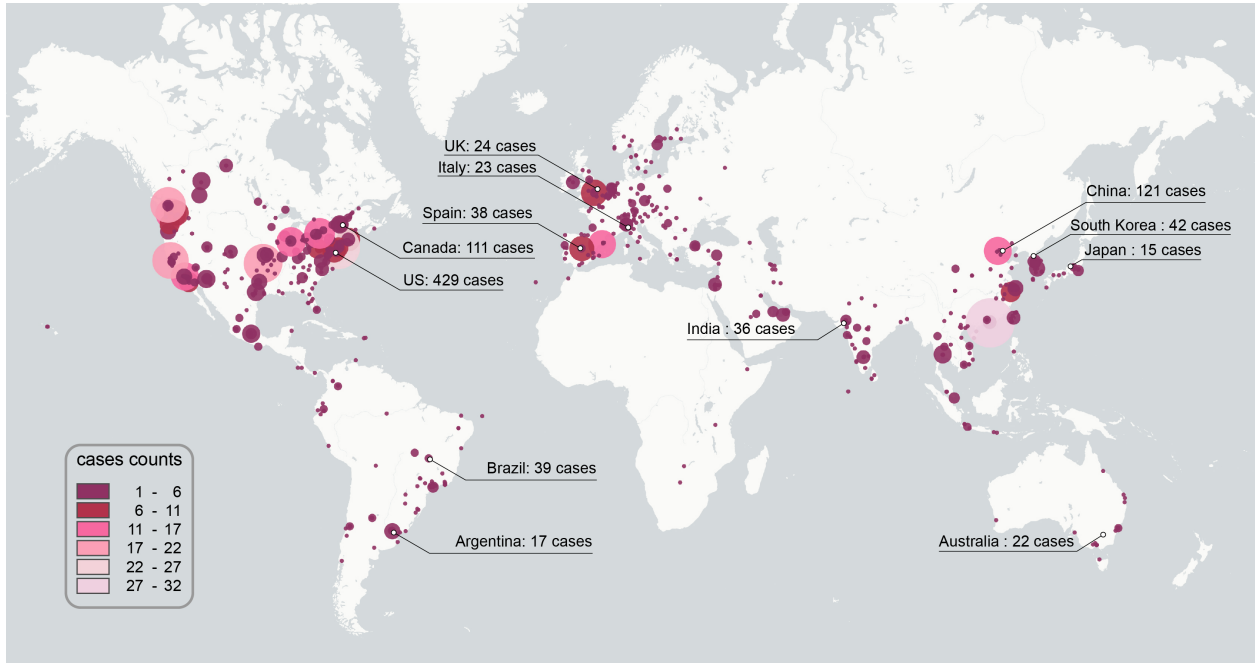 UK: 24 cases
Italy: 23 cases
China: 121 cases
Spain: 38 cases
South Korea : 42 cases
Canada: 111 cases
Japan : 15 cases
US: 429 cases
India : 36 cases
cases counts
1 - 6
6 - 11
11 - 17
17 - 22
22 - 27
27 - 32
Brazil: 39 cases
Argentina: 17 cases
Australia : 22 cases